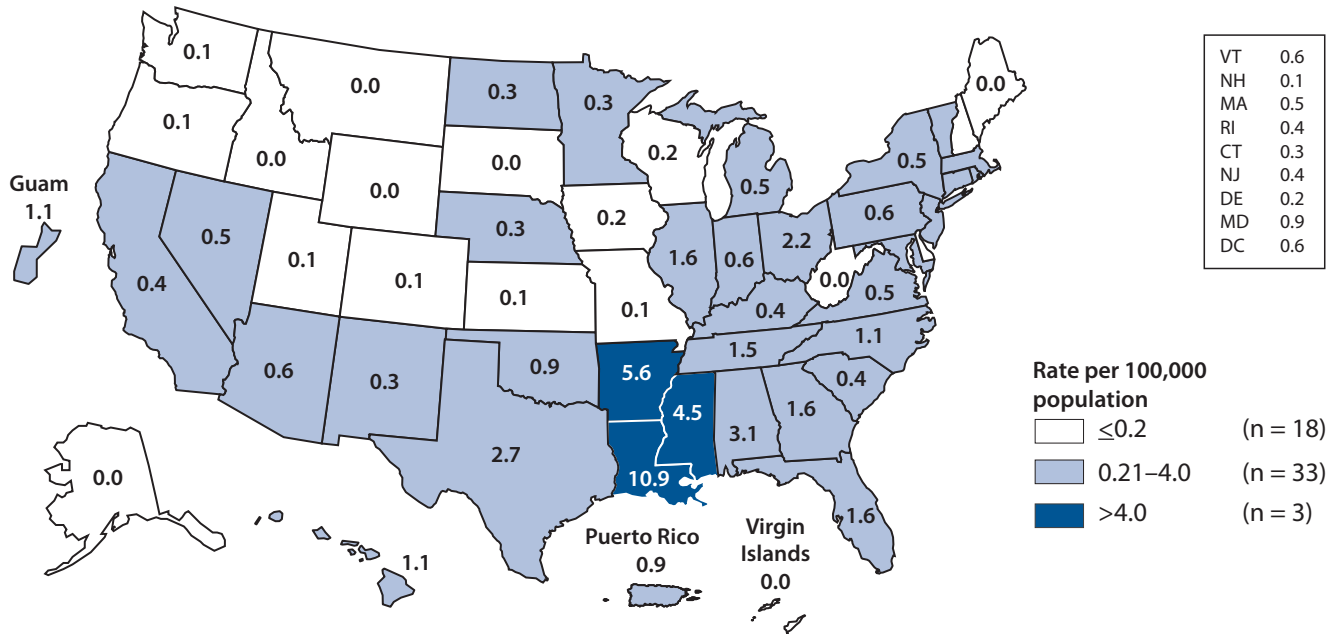 0.1
0.0
0.3
0.3
0.0
VT 0.6
NH 0.1
MA 0.5
RI 0.4
CT 0.3
NJ 0.4
DE 0.2
MD 0.9
DC 0.6
0.1
0.0
0.0
0.0
0.2
0.5
0.5
Guam
1.1
0.4
0.5
0.1
0.1
0.3
0.2
0.1
0.1
1.6
0.6
2.2
0.6
0.0
0.5
0.4
1.1
1.5
0.6
0.3
0.9
5.6
4.5
0.4
1.6
3.1
2.7
10.9
1.6
0.0
1.1
Puerto Rico
0.9
Virgin
Islands
0.0
Rate per 100,000
population
≤0.2 (n = 18)
0.21–4.0 (n = 33)
>4.0 (n = 3)